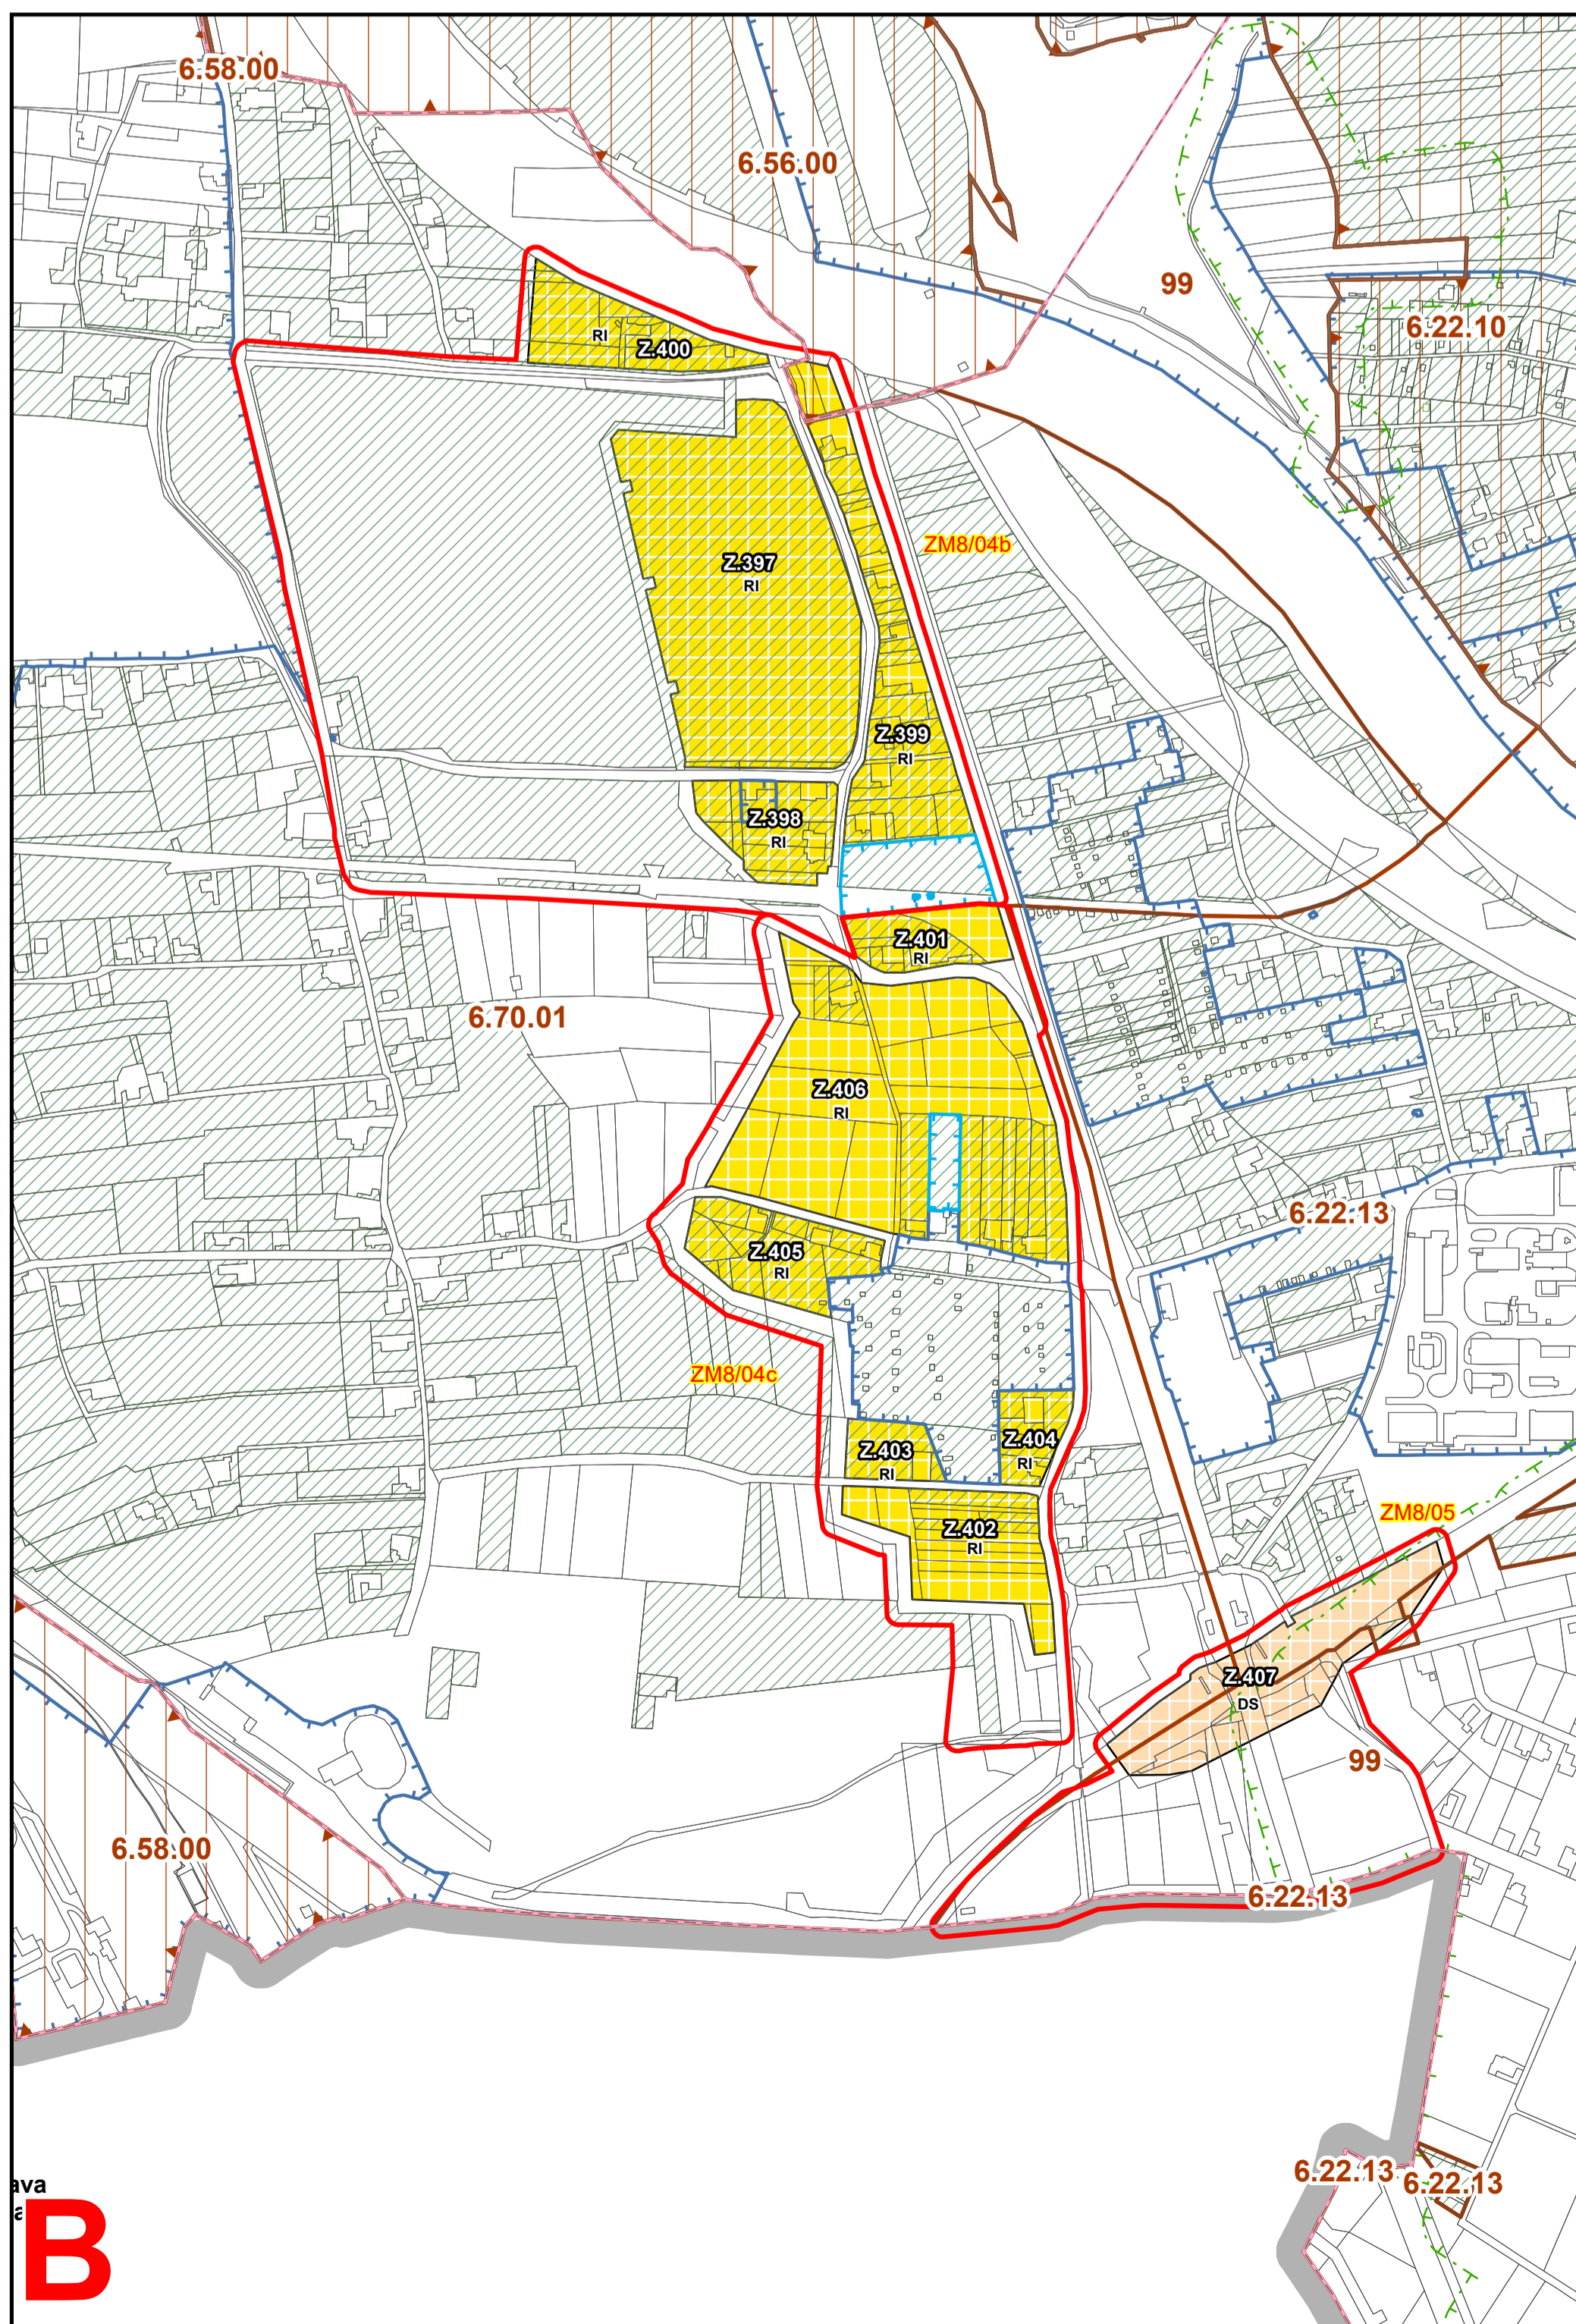 6.58.00
6.56.00
99
6.22.10
RI
Z.400
ZM8/04b
Z.397
RI
Z.399
RI
Z.398
RI
Z.401
RI
6.70.01
Z.406
RI
6.22.13
Z.405
RI
ZM8/04c
Z.403
RI
Z.404
RI
ZM8/05
Z.402
RI
Z.407
DS
99
6.58.00
6.22.13
6.22.13
6.22.13
ava
a
B